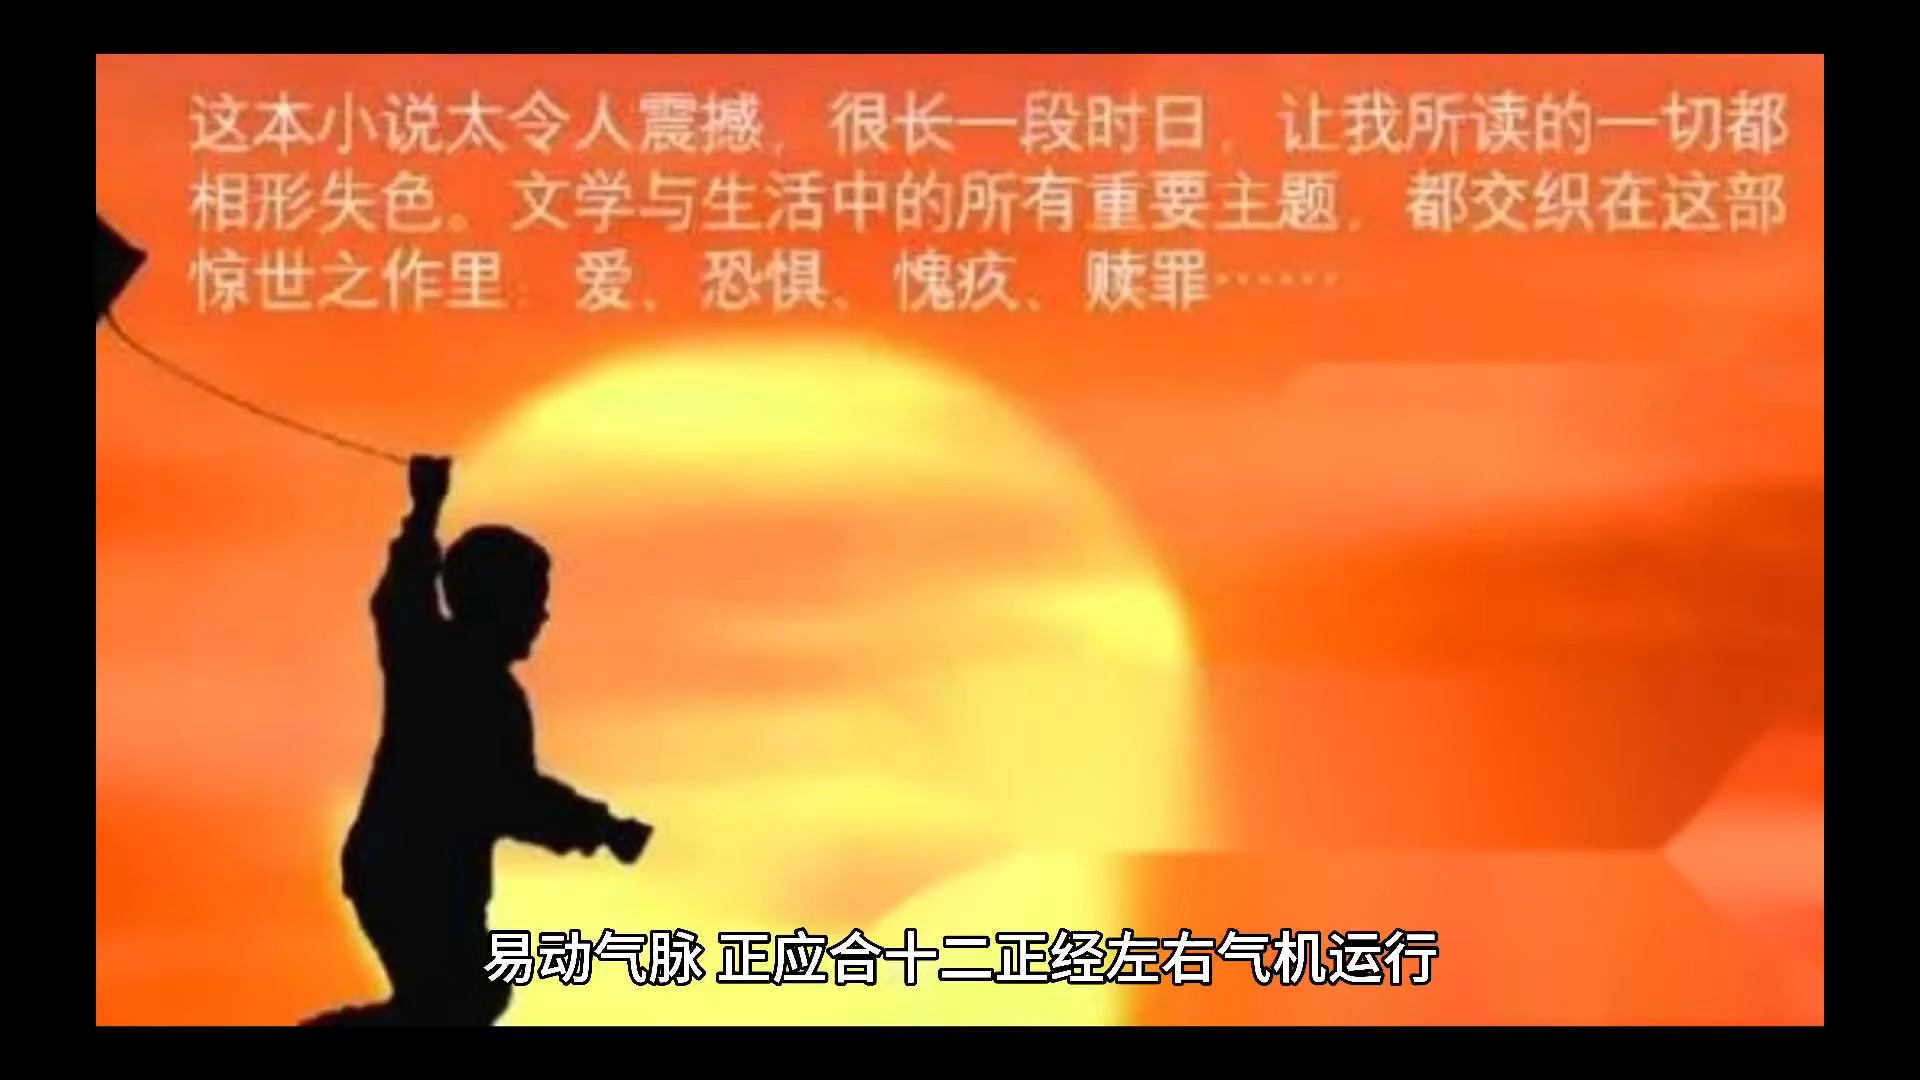 这本小说太令人震撼，很长一段时日，让我所读的一切都
相形失色。文学与生活中的所有重要主题，都交织在这部
惊世之作里：爱、恐惧、愧疚、赎罪……
易动气脉 正应合十二正经左右气机运行